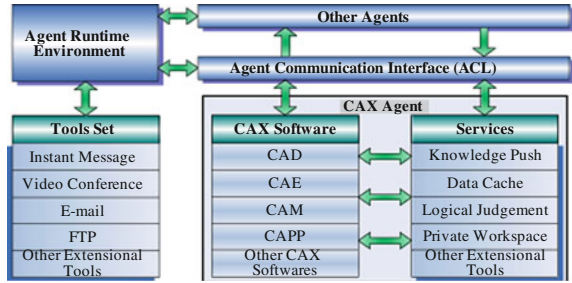 Agent Runtime
Environment
Other Agents
Agent Communication Interface (ACL)
CAX Agent
Tools Set
Instant Message
Video Conference
E-mail
FTP
Other Extensional
Tools
CAX Software
CAD
CAE
CAM
CAPP
Other CAX
Softwares
Services
Knowledge Push
Data Cache
Logical Judgement
Private Workspace
Other Extensional
Tools